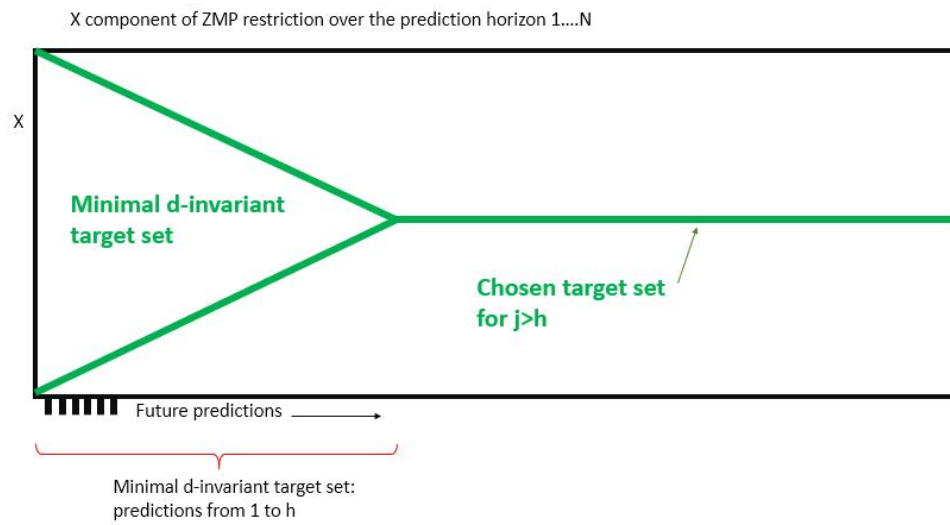 X component of ZMP restriction over the prediction horizon 1....N
X
Minimal d-invariant
target set
Chosen target set
for j>h
Future predictions
Minimal d-invariant target set:
predictions from 1 to h